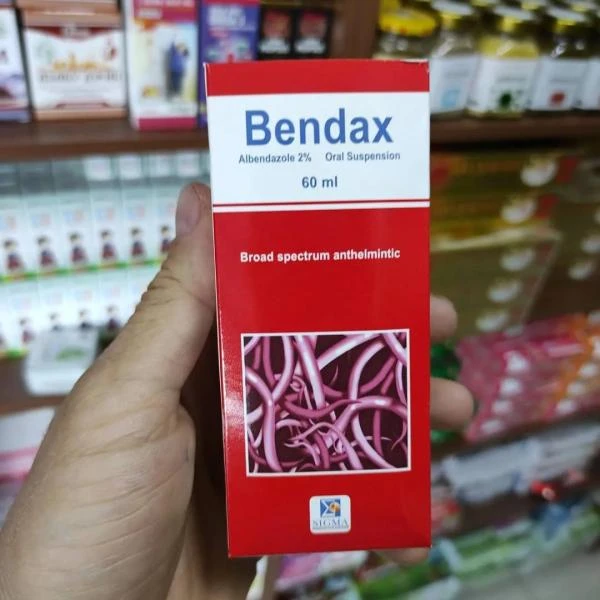 Bendax
Albendazole 2% Oral Suspension
60 ml
Broad spectrum anthelmintic
SIGMA